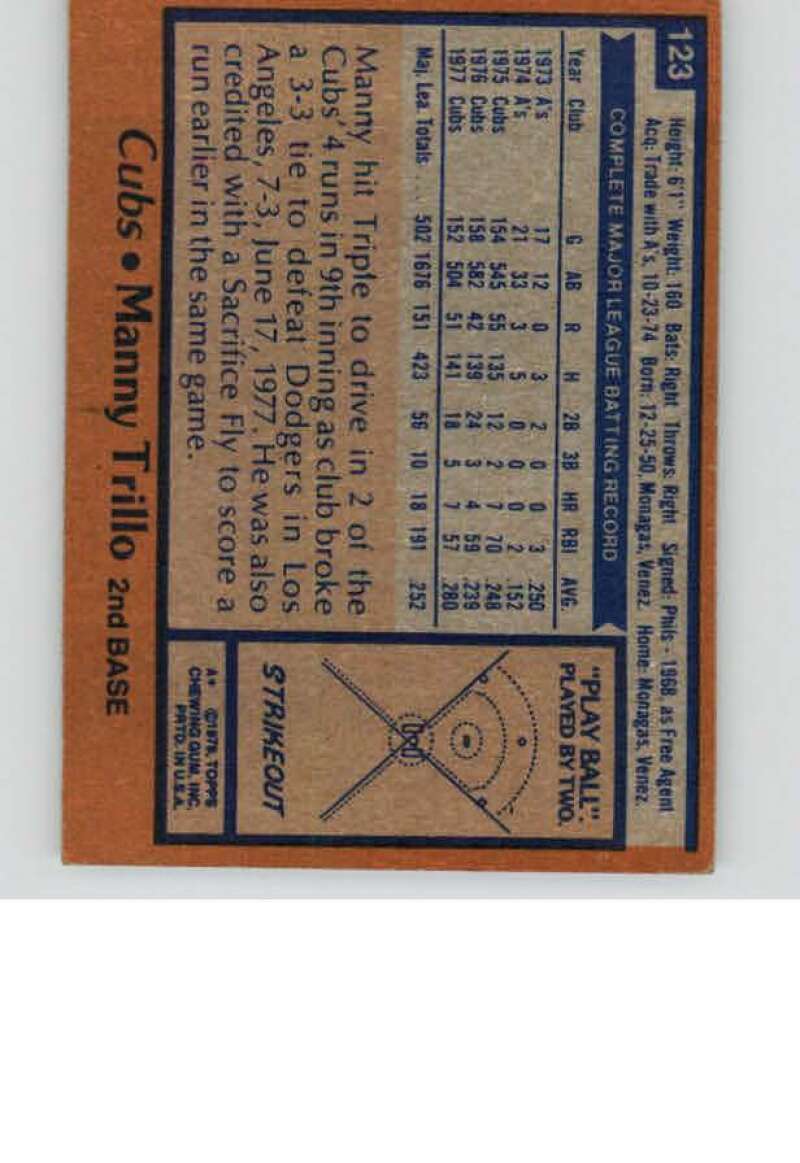 123
Height: 6'1" Weight: 160 Bats: Right Throws: Right Signed: Phils - 1968, as Free Agent
Acq: Trade with A's, 10-23-74 Born: 12-25-50, Monagas, Venez. Home: Monagas, Venez.
COMPLETE MAJOR LEAGUE BATTING RECORD
Year Club G AB R H 2B 3B HR RBI AVG.
1973 A's 17 12 0 3 2 0 0 3 .250
1974 A's 21 33 3 5 0 0 0 2 .152
1975 Cubs 154 545 55 135 12 2 7 70 .248
1976 Cubs 158 582 42 139 24 3 4 59 .239
1977 Cubs 152 504 51 141 18 5 7 57 .280
Maj. Lea. Totals . . . 502 1676 151 423 56 10 18 191 .252
Manny hit Triple to drive in 2 of the
Cubs' 4 runs in 9th inning as club broke
a 3-3 tie to defeat Dodgers in Los
Angeles, 7-3, June 17, 1977. He was also
credited with a Sacrifice Fly to score a
run earlier in the same game.
"PLAY BALL"
PLAYED BY TWO.
STRIKEOUT
A* ©1978, TOPPS
CHEWING GUM, INC.
PRTD. IN U.S.A.
Cubs • Manny Trillo 2nd BASE